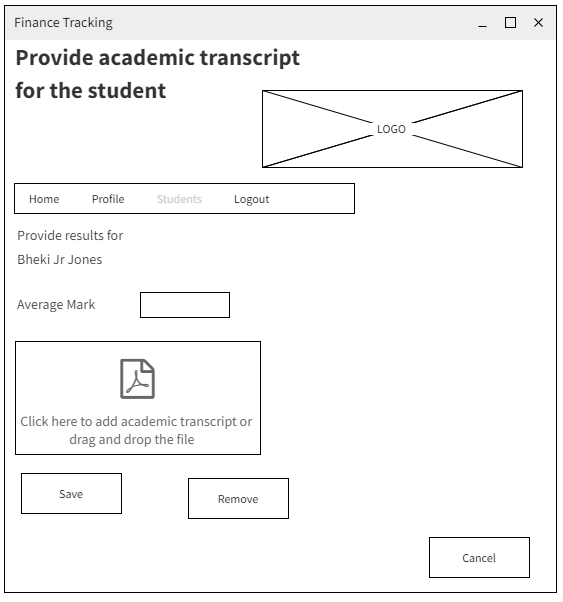 Finance Tracking
Provide academic transcript
for the student
LOGO
Home Profile Students Logout
Provide results for
Bheki Jr Jones
Average Mark
Click here to add academic transcript or
drag and drop the file
Save
Remove
Cancel